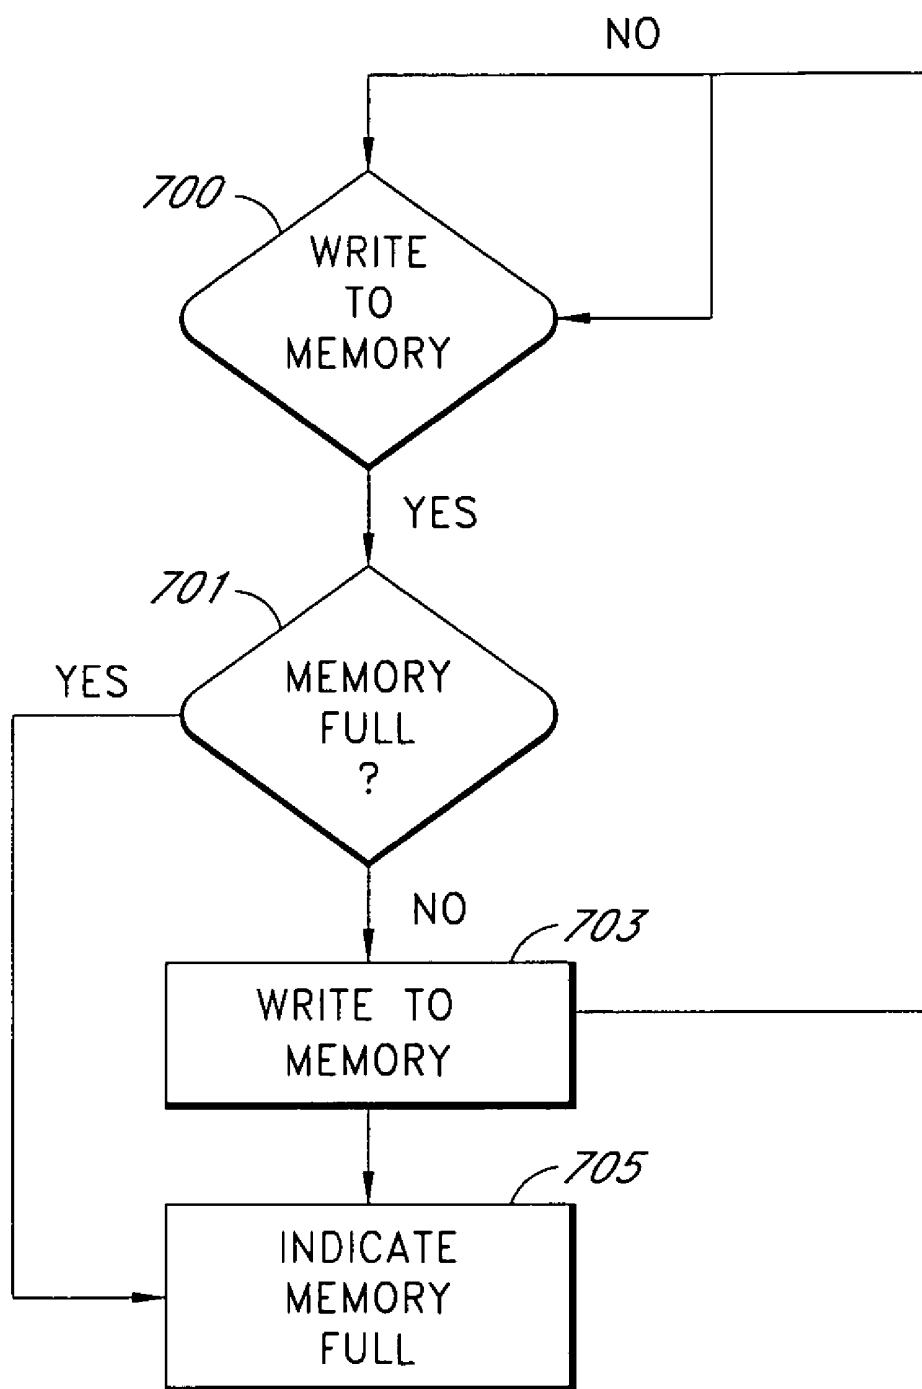 NO
700
WRITE
TO
MEMORY
YES
701
YES
MEMORY
FULL
?
NO
703
WRITE TO
MEMORY
705
INDICATE
MEMORY
FULL